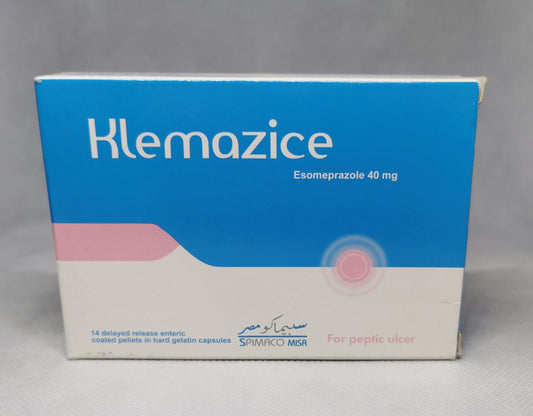 Klemazice
Esomeprazole 40 mg
14 delayed release enteric
coated pellets in hard gelatin capsules
سبيماكو مصر
SPIMACO MISR
For peptic ulcer